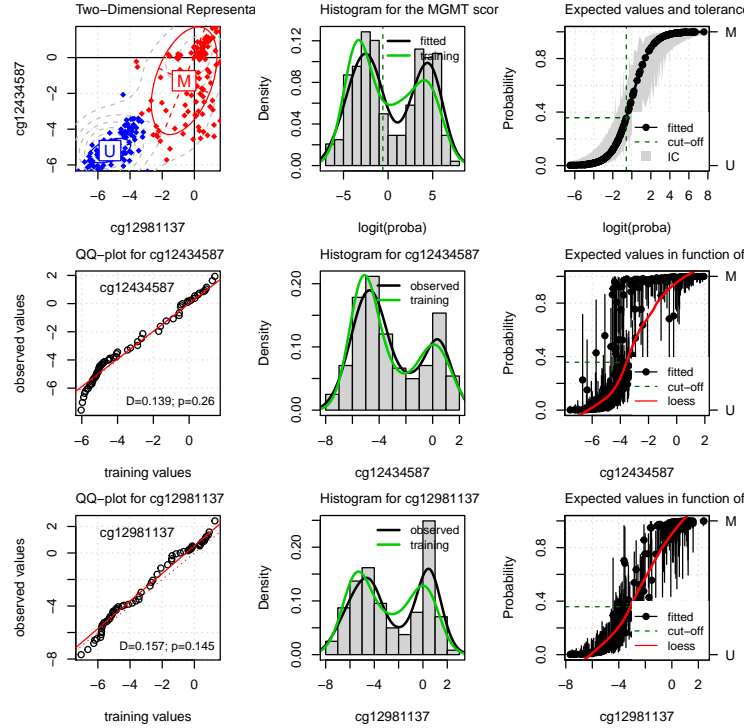 Two−Dimensional Representa
cg12434587
−6 −4 −2 0
M
U
−6 −4 −2 0
cg12981137
Histogram for the MGMT scor
Density
0.00 0.04 0.08 0.12
fitted
training
−5 0 5
logit(proba)
Expected values and tolerance
Probability
0.0 0.4 0.8
M
U
fitted
cut−off
IC
−6 −4 −2 0 2 4 6 8
logit(proba)
QQ−plot for cg12434587
observed values
−6 −4 −2 0 2
cg12434587
D=0.139; p=0.26
−6 −4 −2 0
training values
Histogram for cg12434587
Density
0.00 0.10 0.20
observed
training
−8 −6 −4 −2 0 2
cg12434587
Expected values in function of
Probability
0.0 0.4 0.8
M
U
fitted
cut−off
loess
−6 −4 −2 0 2
cg12434587
QQ−plot for cg12981137
observed values
−8 −4 0 2
cg12981137
D=0.157; p=0.145
−6 −4 −2 0
training values
Histogram for cg12981137
Density
0.00 0.10 0.20
observed
training
−8 −4 0
cg12981137
Expected values in function of
Probability
0.0 0.4 0.8
M
U
fitted
cut−off
loess
−8 −6 −4 −2 0 2
cg12981137